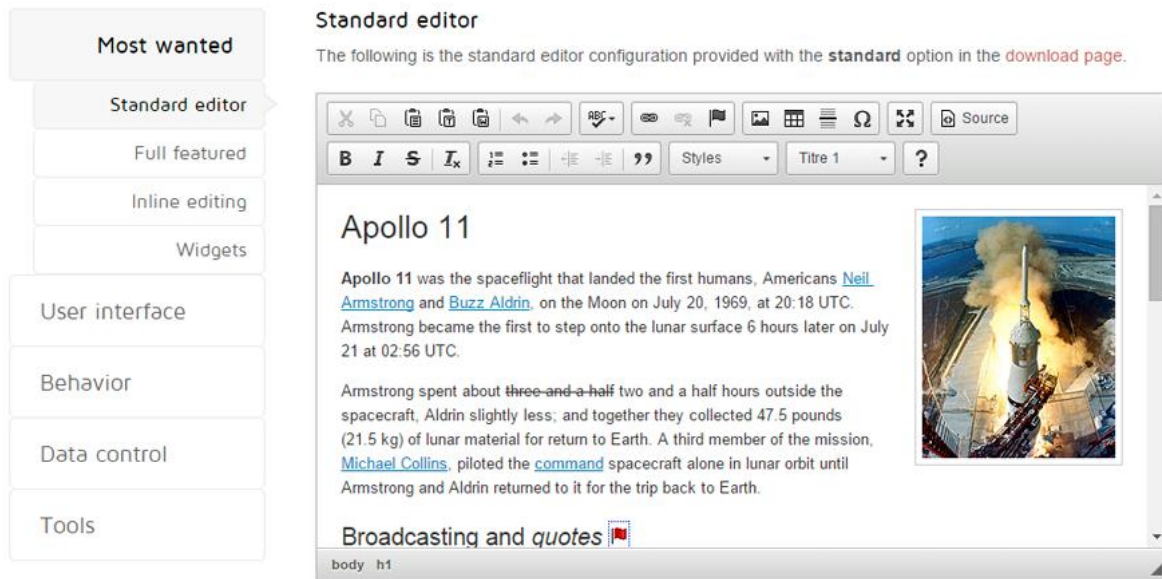 Most wanted
Standard editor
Full featured
Inline editing
Widgets
User interface
Behavior
Data control
Tools
Standard editor
The following is the standard editor configuration provided with the standard option in the download page.
ABC
Ω
Source
B I S Tx
Styles
Titre 1
?
Apollo 11
Apollo 11 was the spaceflight that landed the first humans, Americans Neil
Armstrong and Buzz Aldrin, on the Moon on July 20, 1969, at 20:18 UTC.
Armstrong became the first to step onto the lunar surface 6 hours later on July
21 at 02:56 UTC.
Armstrong spent about three and a half two and a half hours outside the
spacecraft, Aldrin slightly less; and together they collected 47.5 pounds
(21.5 kg) of lunar material for return to Earth. A third member of the mission,
Michael Collins, piloted the command spacecraft alone in lunar orbit until
Armstrong and Aldrin returned to it for the trip back to Earth.
Broadcasting and quotes
body h1